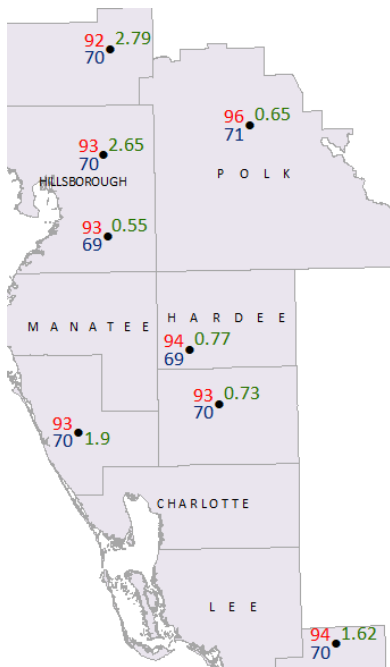 92 2.79
70
96 0.65
71
93 2.65
70
HILLSBOROUGH
P O L K
93 0.55
69
M A N A T E E
H A R D E E
94 0.77
69
93 0.73
70
93
70 1.9
CHARLOTTE
L E E
94 1.62
70